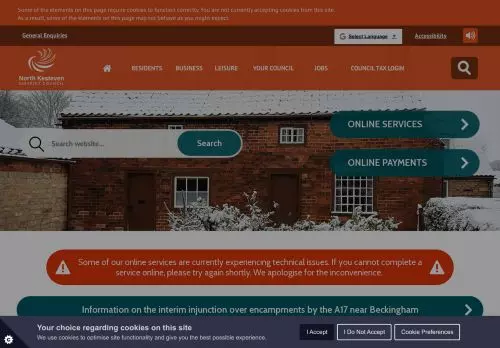 Some of the elements on this page require cookies to function correctly. You are not currently accepting cookies from this site.
As a result, some of the elements on this page may not behave as you might expect.
General Enquiries
Select Language
Accessibility
North Kesteven
DISTRICT COUNCIL
RESIDENTS
BUSINESS
LEISURE
YOUR COUNCIL
JOBS
COUNCIL TAX LOGIN
ONLINE SERVICES
Search website...
Search
ONLINE PAYMENTS
Some of our online services are currently experiencing technical issues. If you cannot complete a
service online, please try again shortly. We apologise for the inconvenience.
Information on the interim injunction over encampments by the A17 near Beckingham
Your choice regarding cookies on this site
We use cookies to optimise site functionality and give you the best possible experience.
I Accept
I Do Not Accept
Cookie Preferences